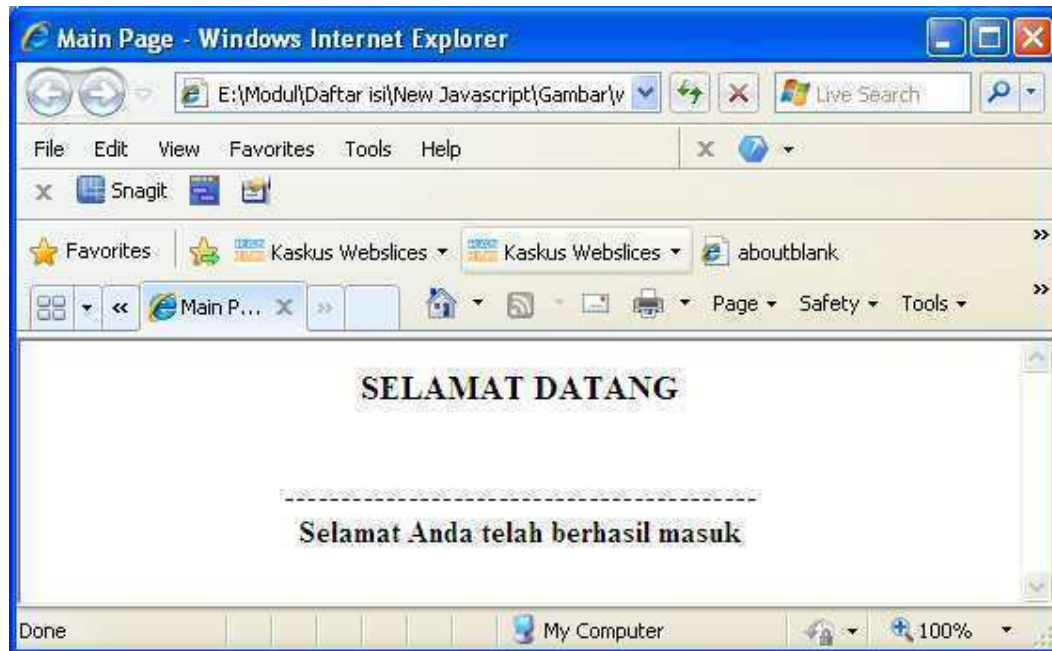 Main Page - Windows Internet Explorer
E:\Modul\Daftar isi\New Javascript\Gambar\v Live Search
File Edit View Favorites Tools Help
x Snagit
Favorites Kaskus Webslices Kaskus Webslices aboutblank »
« Main P... x » Page Safety Tools »
SELAMAT DATANG
----------------------------------------
Selamat Anda telah berhasil masuk
Done My Computer 100%